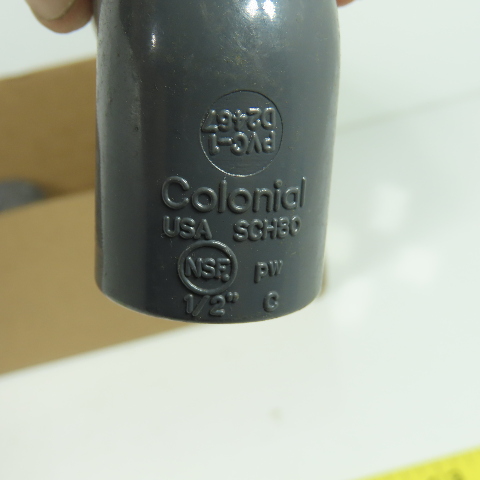 PVC-1
D2467
Colonial
USA SCH80
NSF® pw
1/2" C